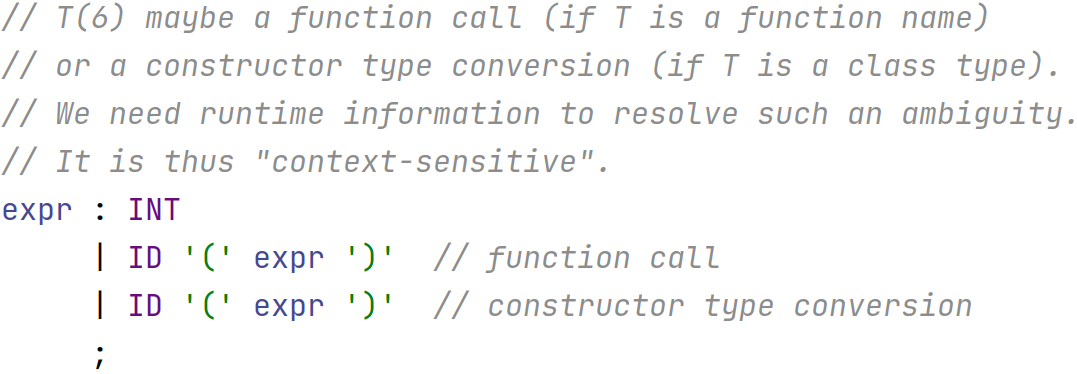 // T(6) maybe a function call (if T is a function name)
// or a constructor type conversion (if T is a class type).
// We need runtime information to resolve such an ambiguity.
// It is thus "context-sensitive".
expr : INT
| ID '(' expr ')' // function call
| ID '(' expr ')' // constructor type conversion
;